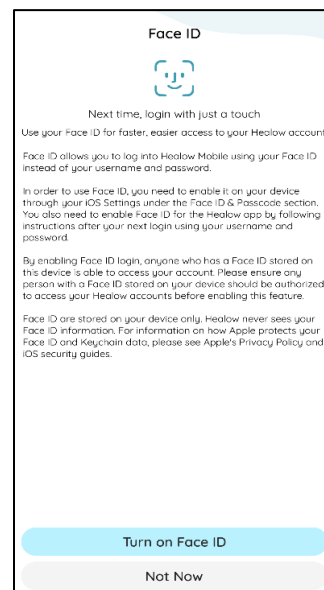 Face ID
Next time, login with just a touch
Use your Face ID for faster, easier access to your Healow account
Face ID allows you to log into Healow Mobile using your Face ID
instead of your username and password.
In order to use Face ID, you need to enable it on your device
through your iOS Settings under the Face ID & Passcode section.
You also need to enable Face ID for the Healow app by following
instructions after your next login using your username and
password.
By enabling Face ID login, anyone who has a Face ID stored on
this device is able to access your account. Please ensure any
person with a Face ID stored on your device should be authorized
to access your Healow accounts before enabling this feature.
Face ID are stored on your device only. Healow never sees your
Face ID information. For information on how Apple protects your
Face ID and Keychain data, please see Apple's Privacy Policy and
iOS security guides.
Turn on Face ID
Not Now